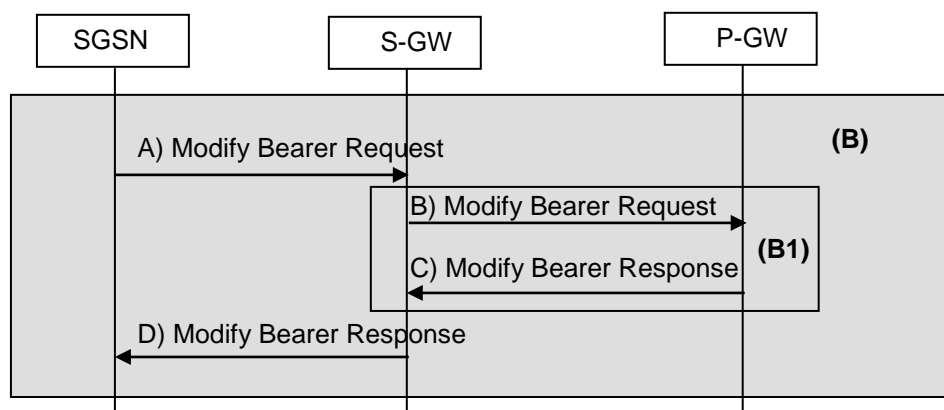 SGSN
S-GW
P-GW
(B)
A) Modify Bearer Request
B) Modify Bearer Request
(B1)
C) Modify Bearer Response
D) Modify Bearer Response